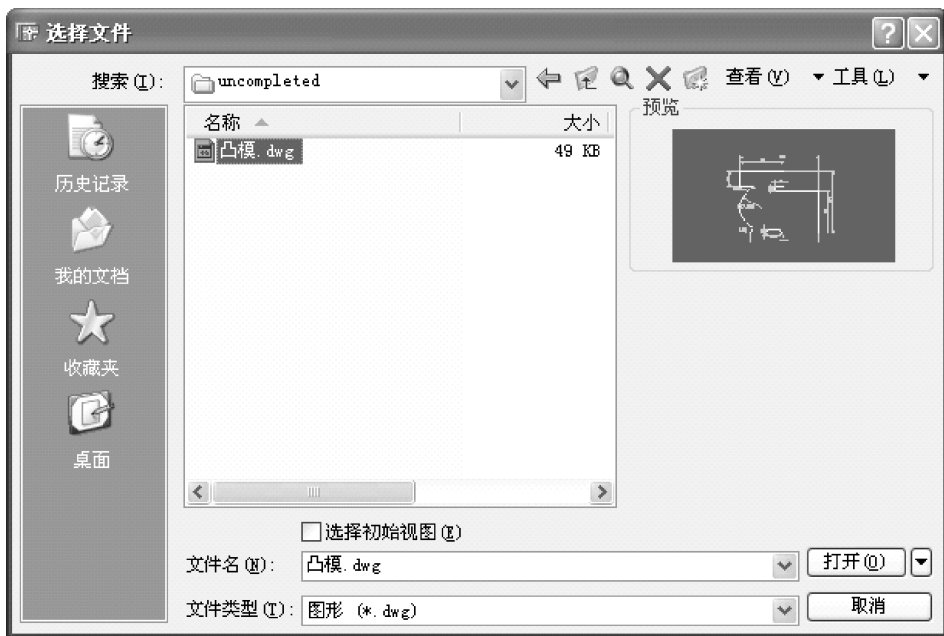 选择文件
搜索(I): uncompleted 查看(V) 工具(L)
名称 大小 预览
凸模.dwg 49 KB
历史记录
我的文档
收藏夹
桌面
选择初始视图(E)
文件名(N): 凸模.dwg 打开(O)
文件类型(T): 图形 (*.dwg) 取消